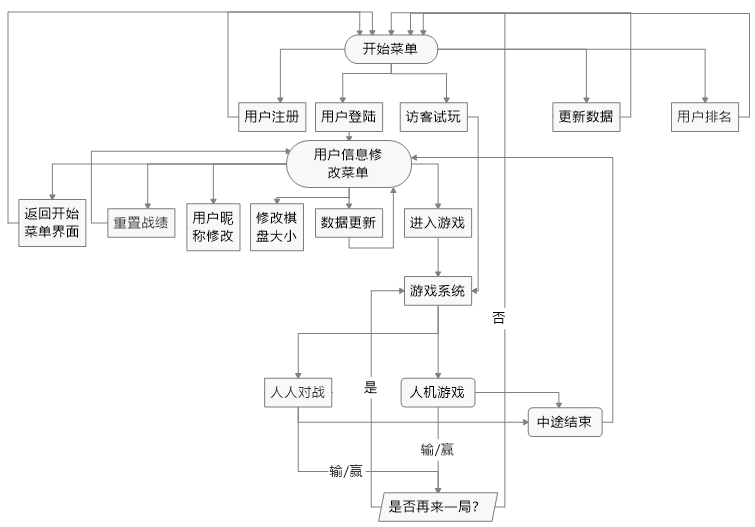 开始菜单
用户注册
用户登陆
访客试玩
更新数据
用户排名
用户信息修
改菜单
返回开始
菜单界面
重置战绩
用户昵
称修改
修改棋
盘大小
数据更新
进入游戏
游戏系统
否
人人对战
是
人机游戏
中途结束
输/赢
输/赢
是否再来一局?